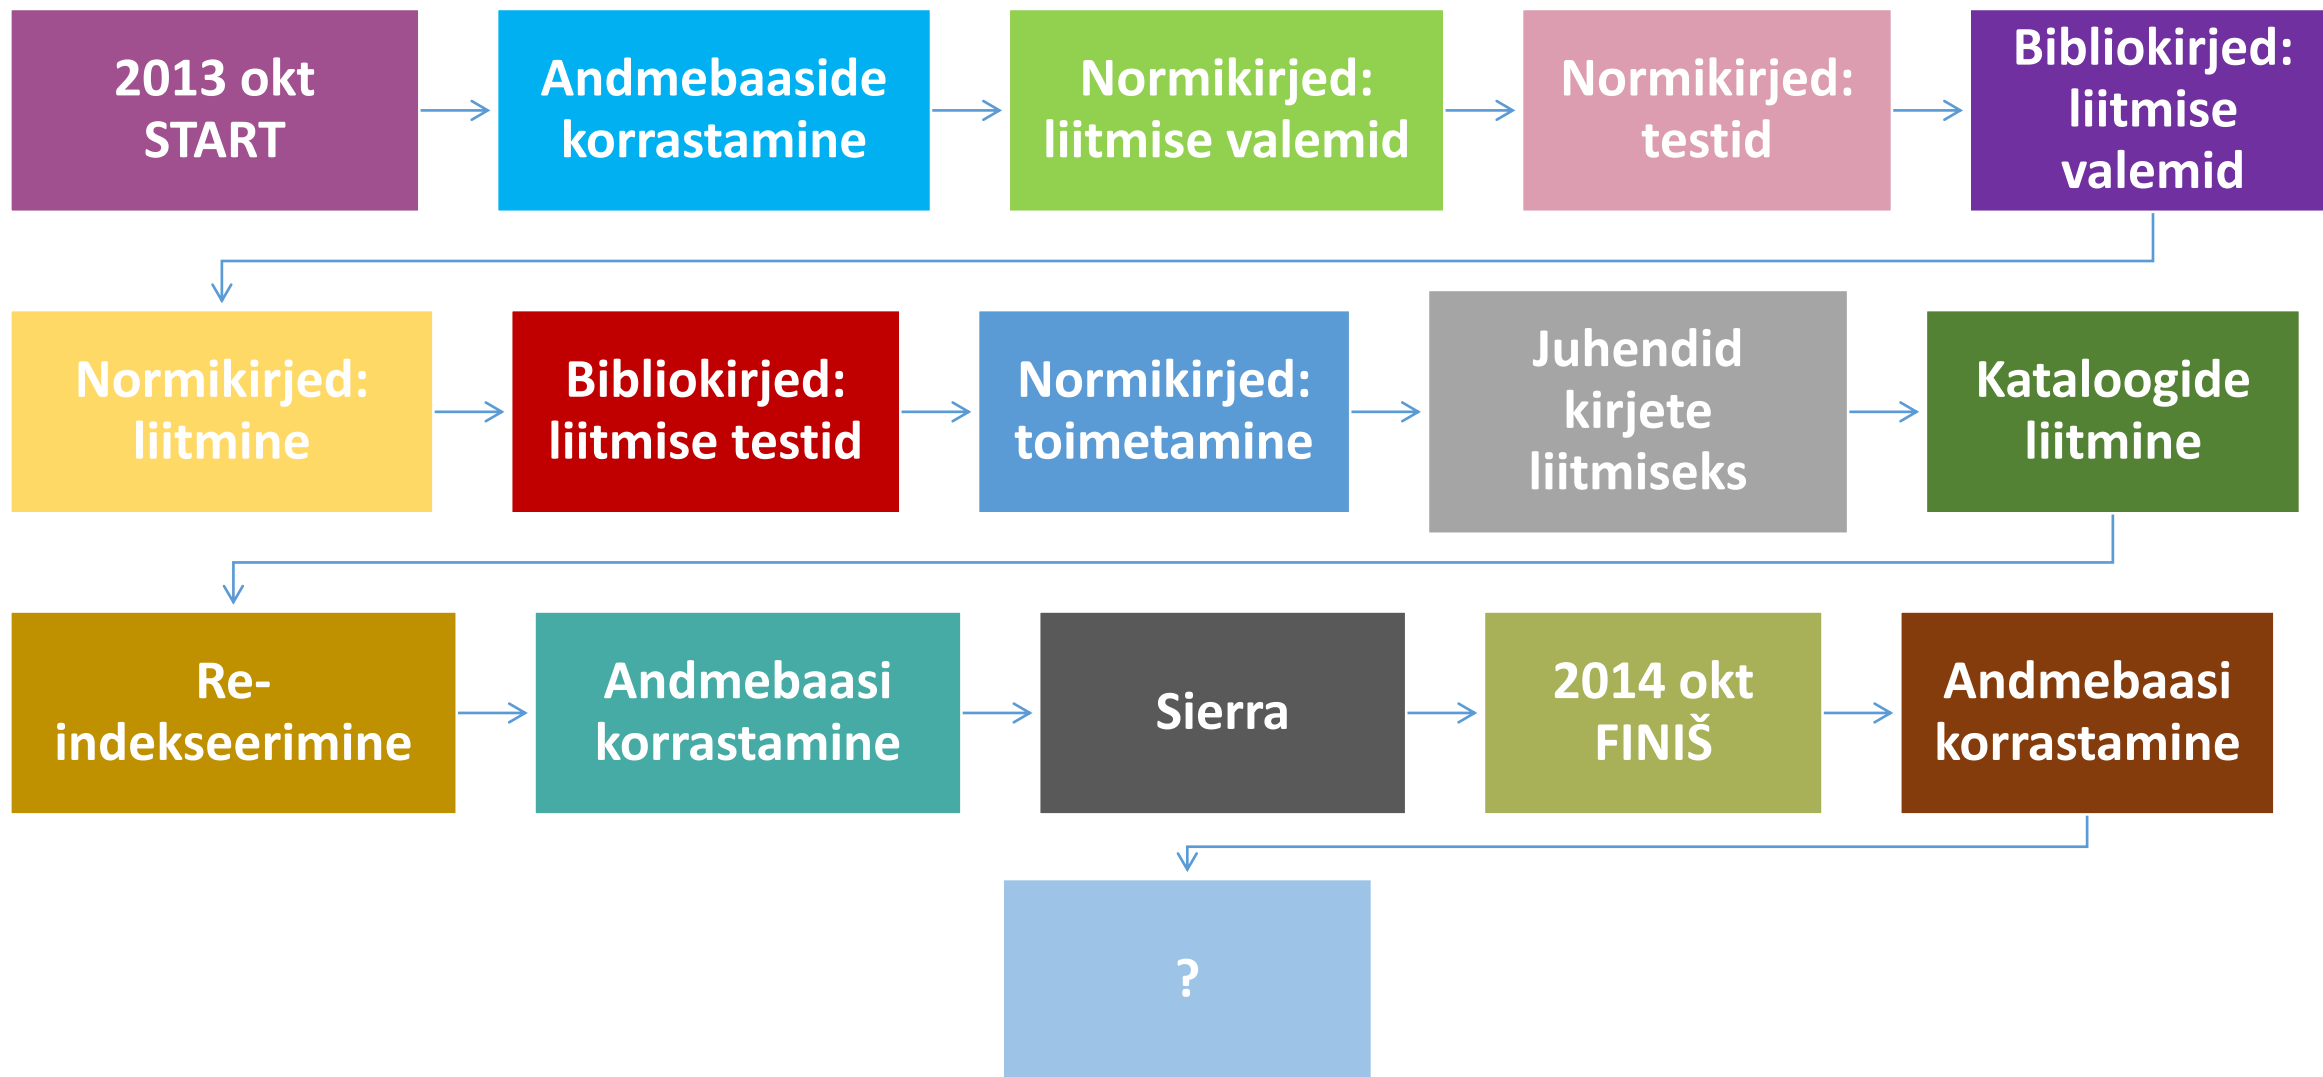 2013 okt
START
Andmebaaside
korrastamine
Normikirjed:
liitmise valemid
Normikirjed:
testid
Bibliokirjed:
liitmise
valemid
Normikirjed:
liitmine
Bibliokirjed:
liitmise testid
Normikirjed:
toimetamine
Juhendid
kirjete
liitmiseks
Kataloogide
liitmine
Re-
indekseerimine
Andmebaasi
korrastamine
Sierra
2014 okt
FINIŠ
Andmebaasi
korrastamine
?